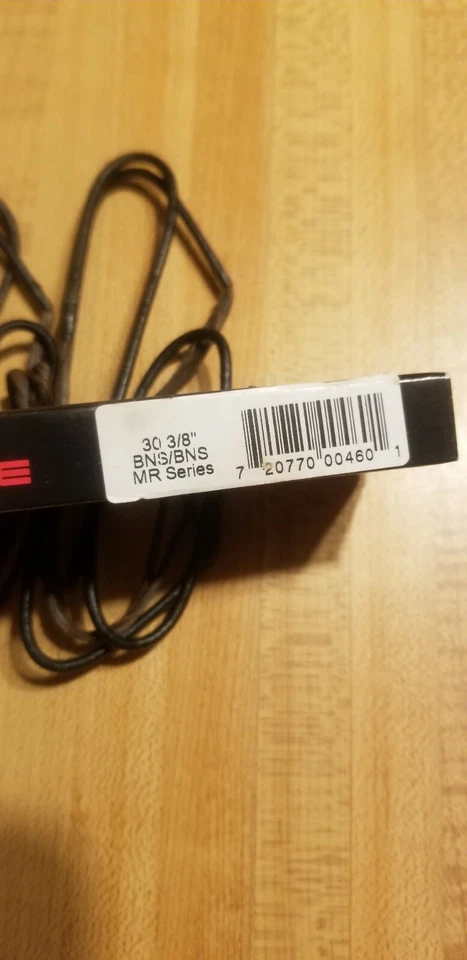 E
30 3/8"
BNS/BNS
MR Series
7 20770 00460 1